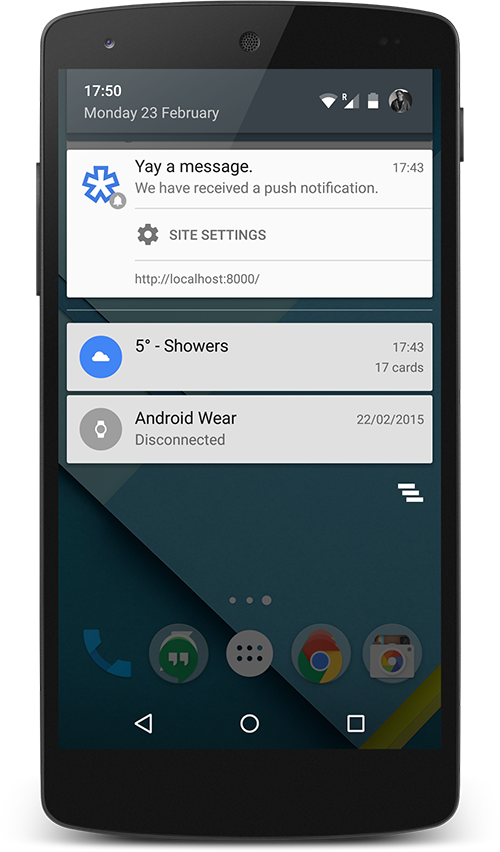 17:50
Monday 23 February
R
Yay a message.
17:43
We have received a push notification.
SITE SETTINGS
http://localhost:8000/
5° - Showers
17:43
17 cards
Android Wear
22/02/2015
Disconnected